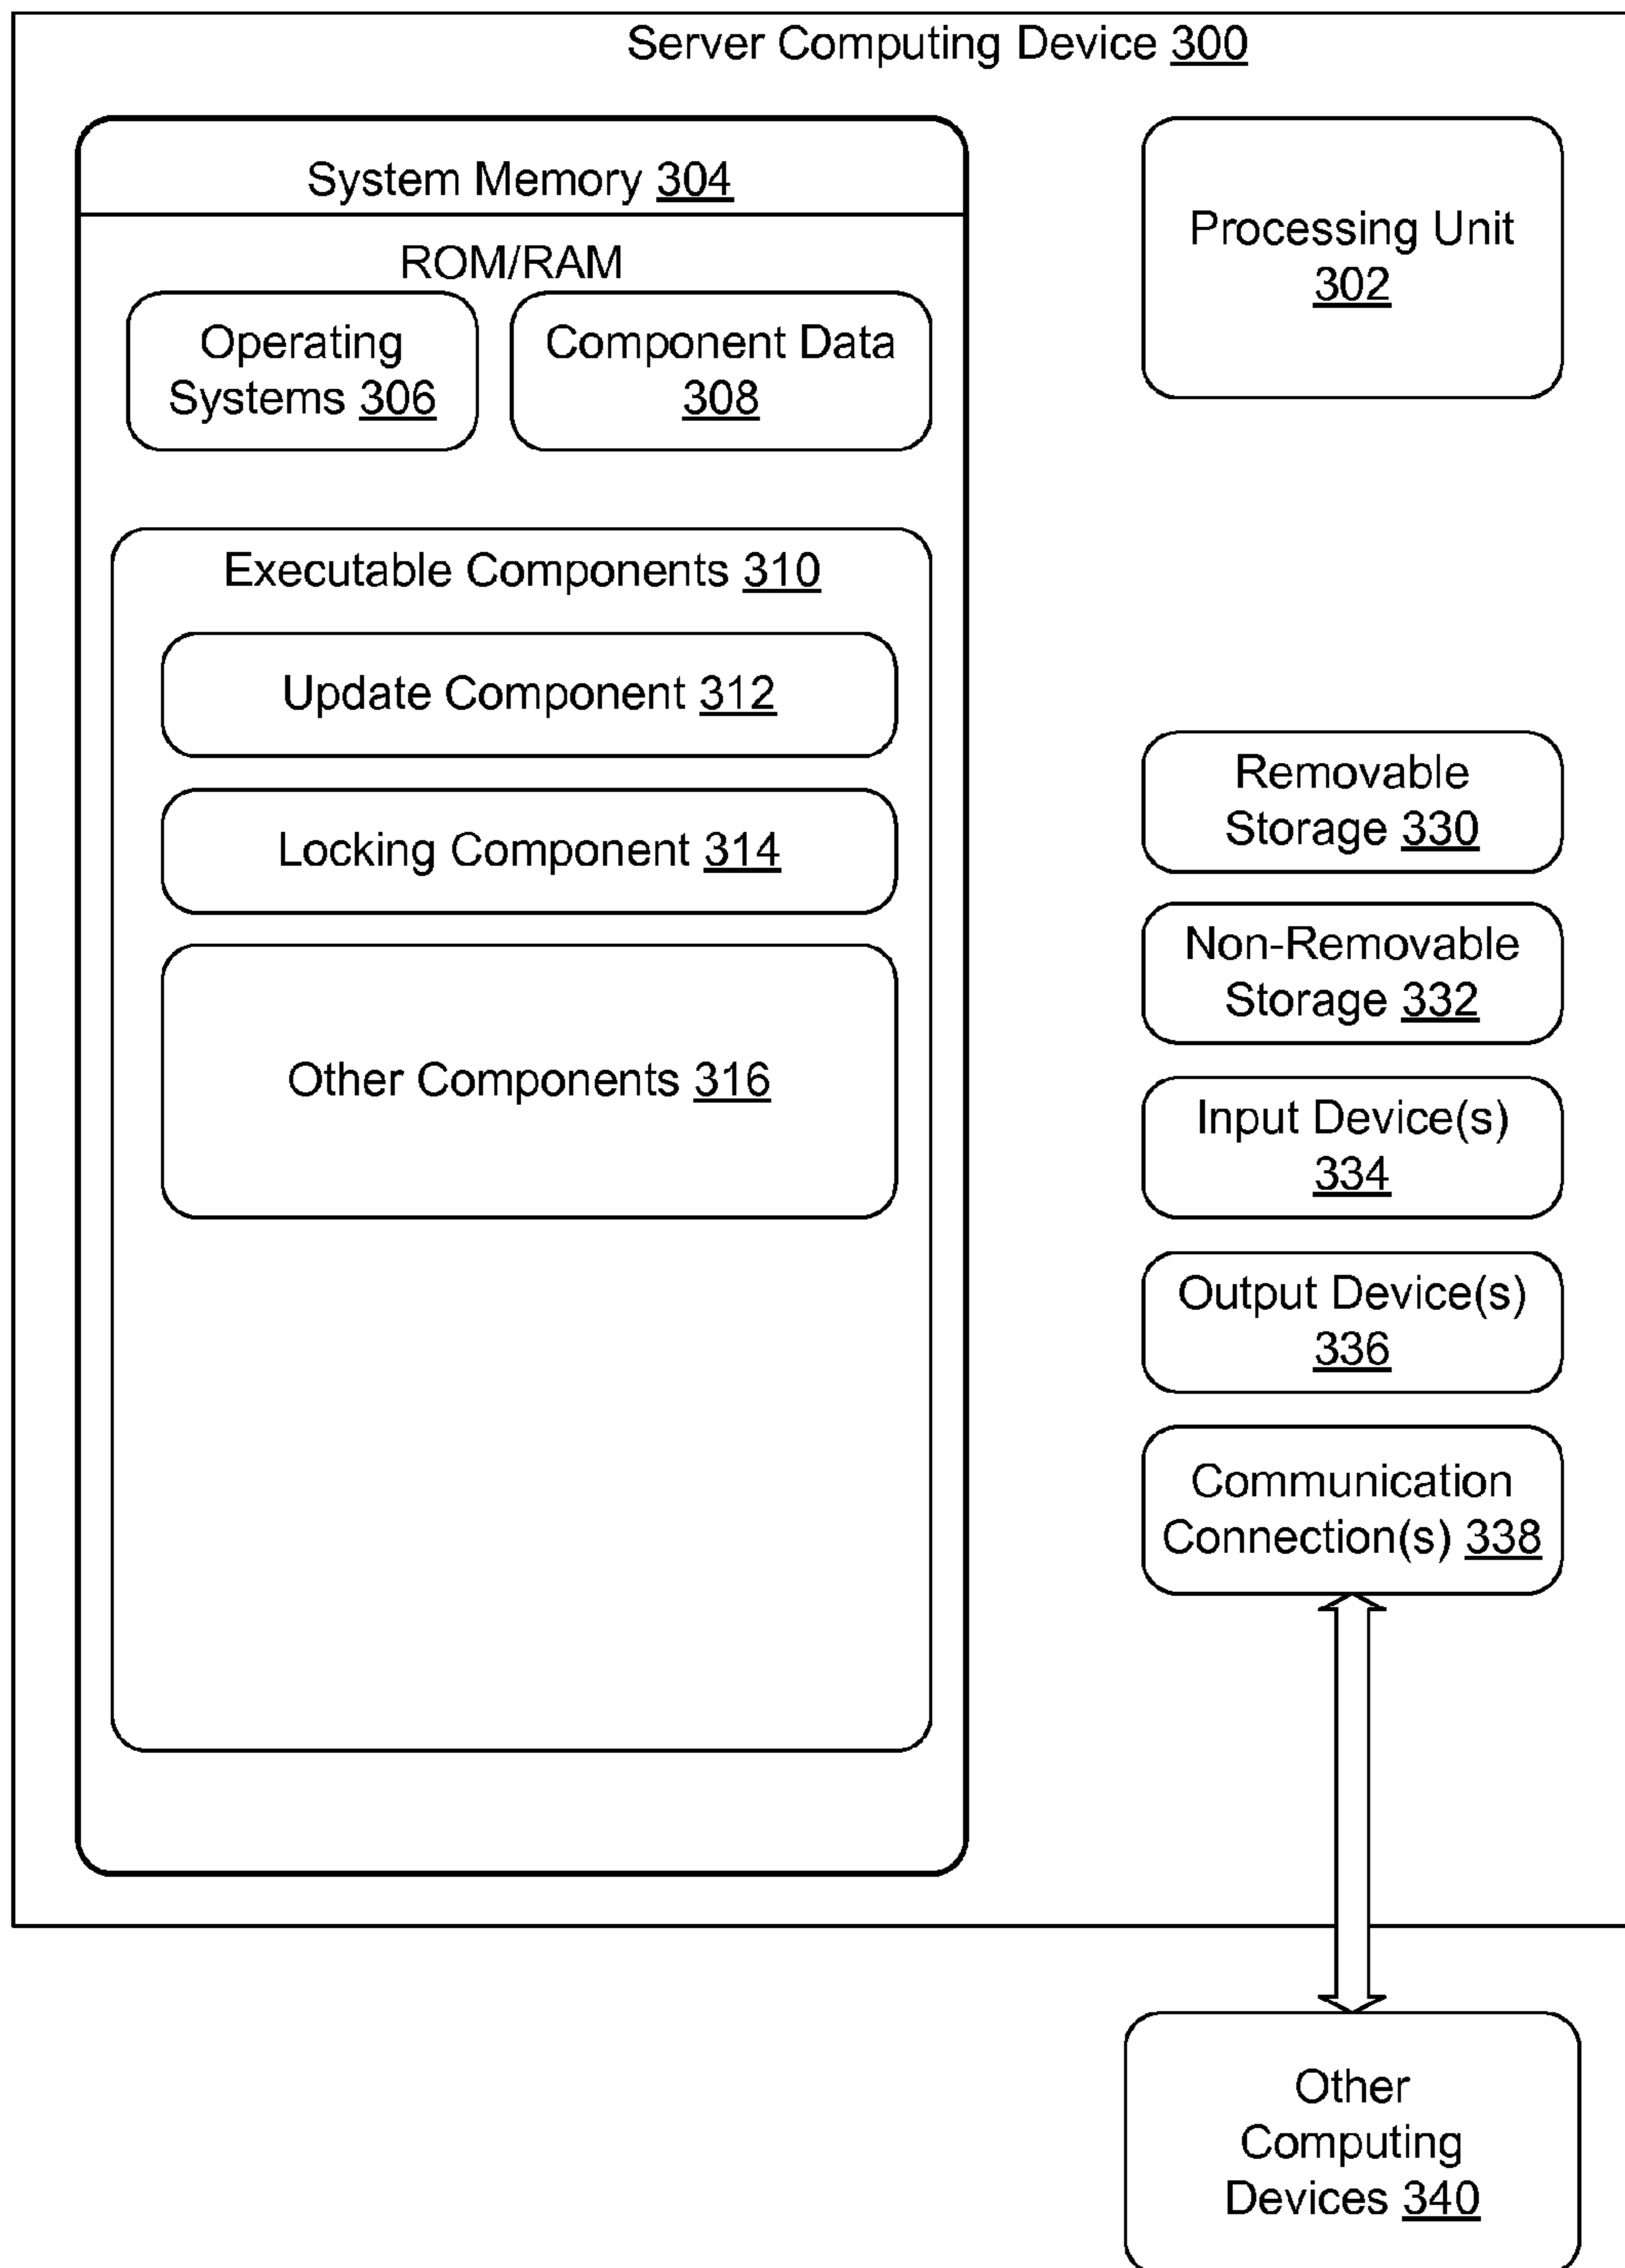 Server Computing Device 300
System Memory 304
ROM/RAM
Operating
Systems 306
Component Data
308
Executable Components 310
Update Component 312
Locking Component 314
Other Components 316
Processing Unit
302
Removable
Storage 330
Non-Removable
Storage 332
Input Device(s)
334
Output Device(s)
336
Communication
Connection(s) 338
Other
Computing
Devices 340